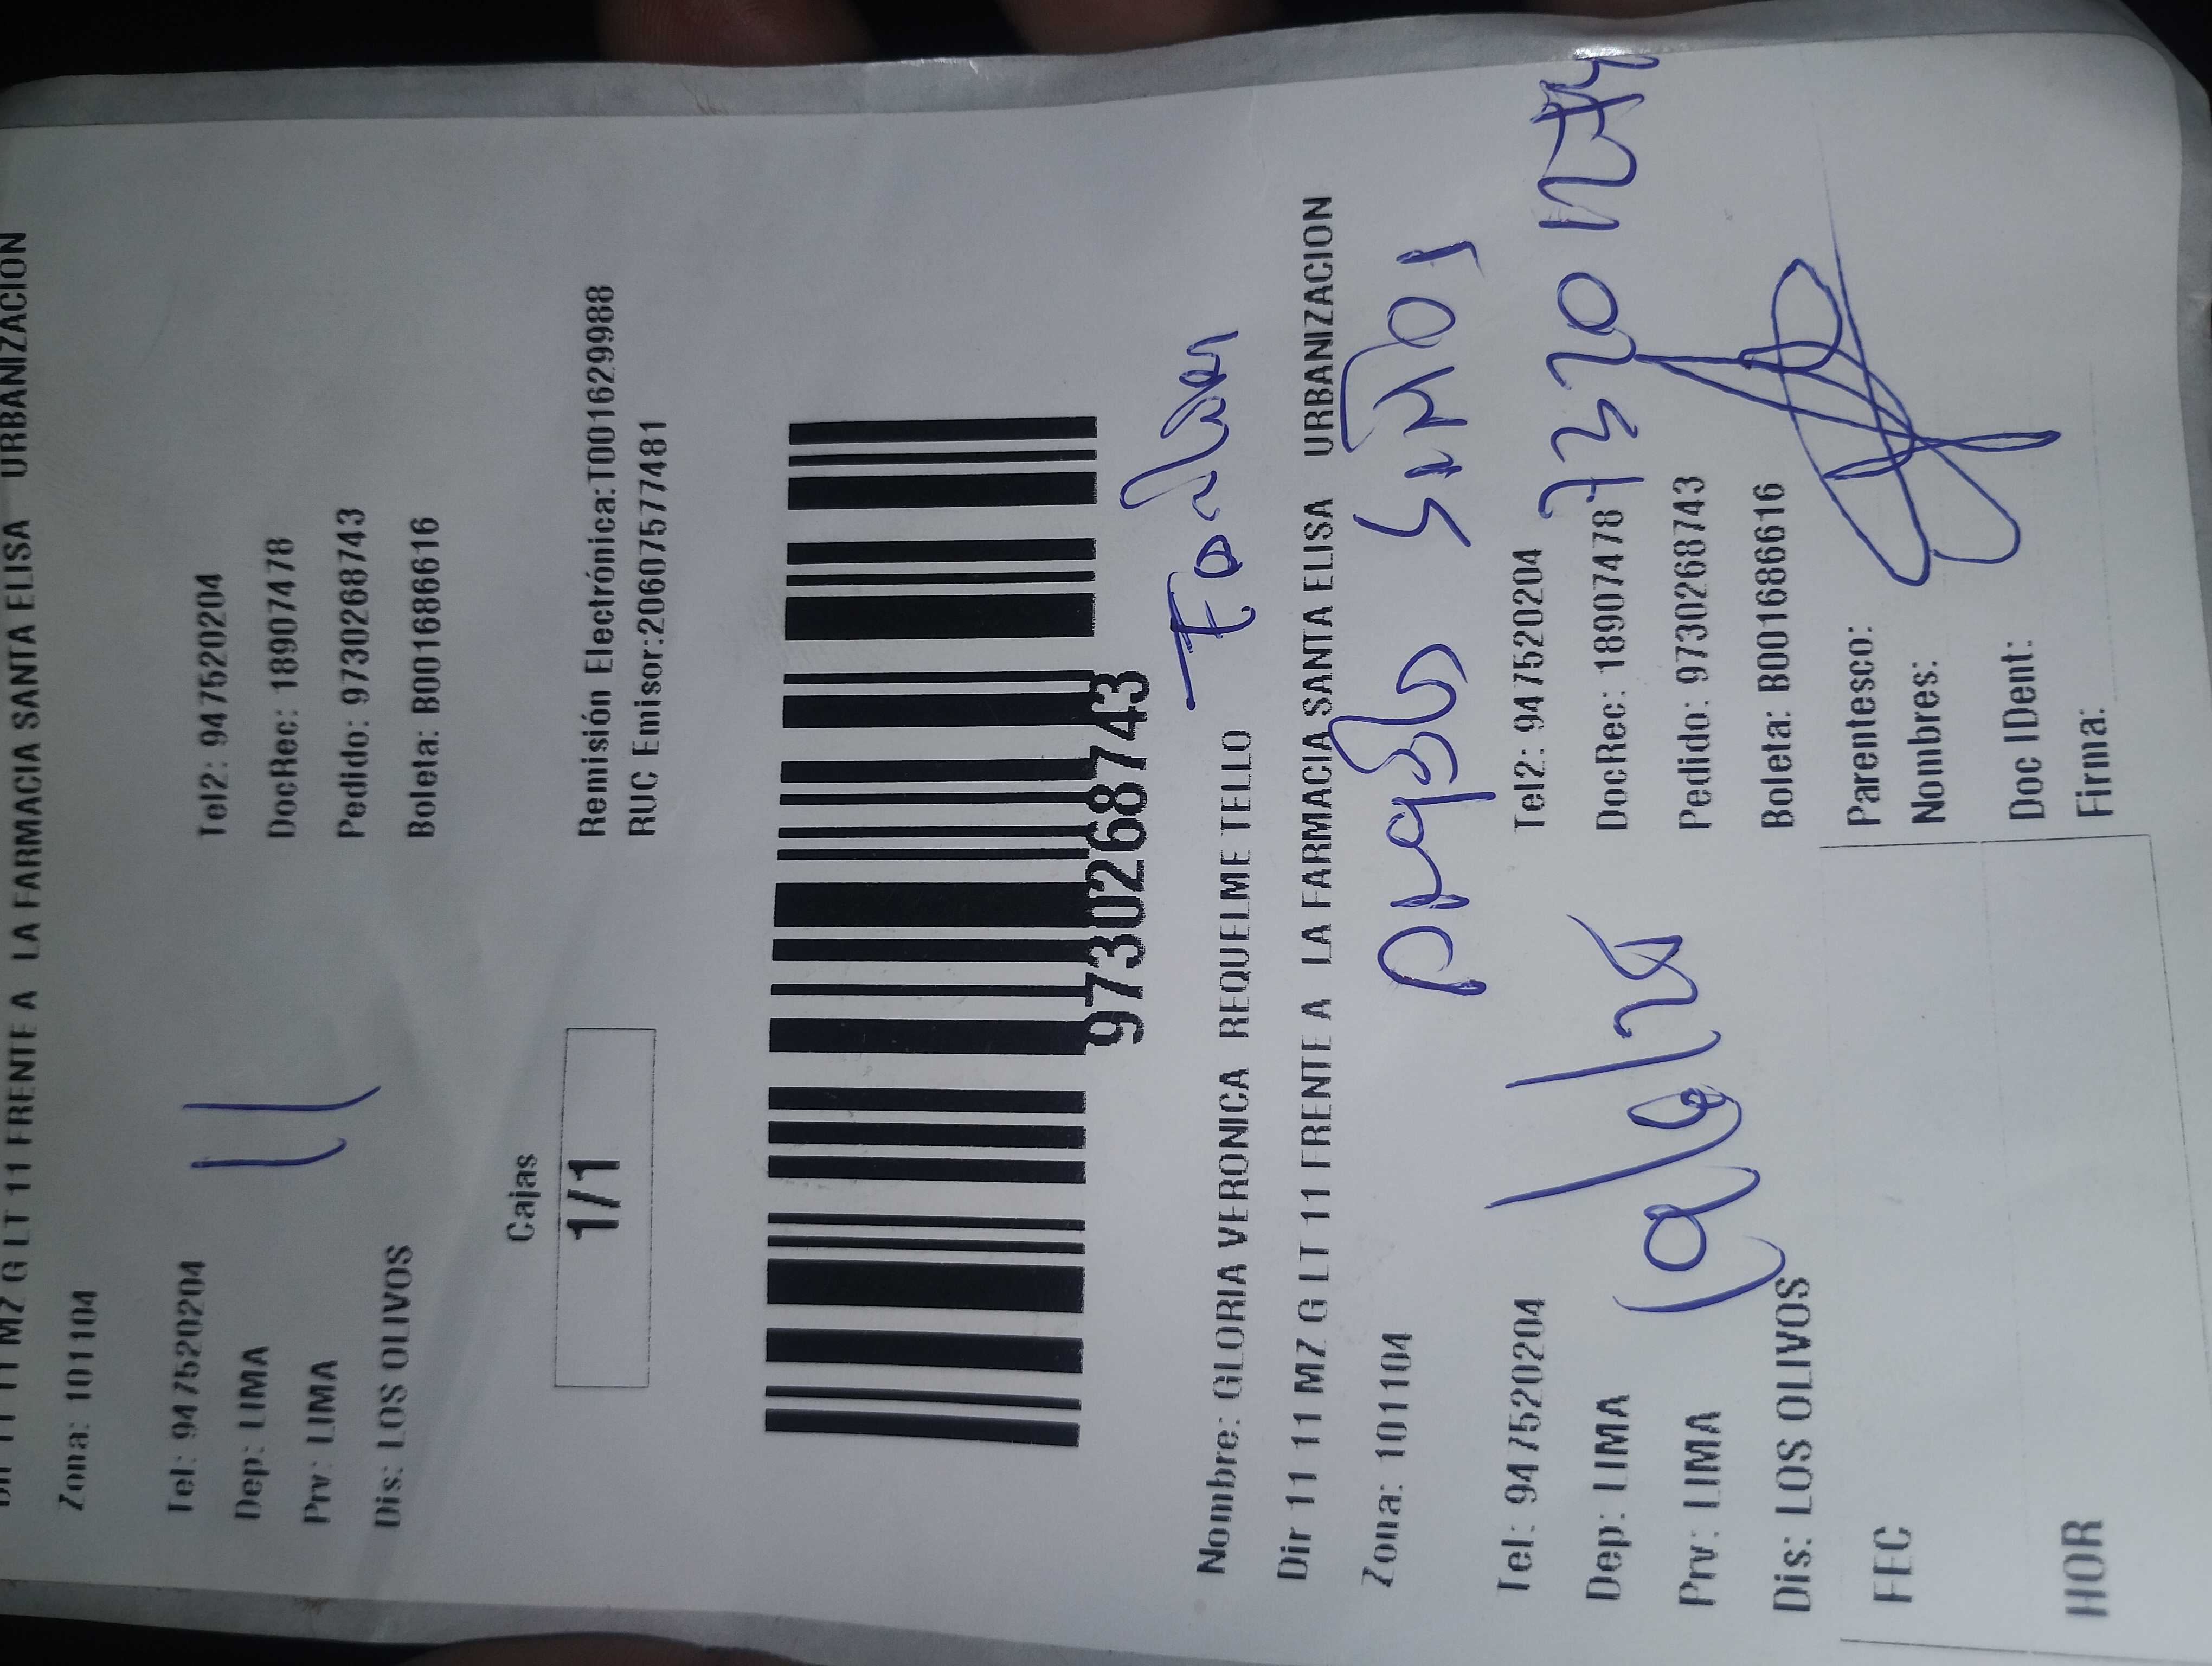 Dir 11 11 MZ G LT 11 FRENTE A LA FARMACIA SANTA ELISA URBANIZACION
Zona: 101104
Tel: 947520204 Tel2: 947520204
Dep: LIMA DocRec: 18907478
Prv: LIMA Pedido: 9730268743
Dis: LOS OLIVOS Boleta: B001686616
11
Cajas
1/1
Remisión Electrónica:T001629988
RUC Emisor:20607577481
9730268743
Nombre: GLORIA VERONICA REQUELME TELLO
Dir 11 11 MZ G LT 11 FRENTE A LA FARMACIA SANTA ELISA URBANIZACION
Zona: 101104
Tel: 947520204 Tel2: 947520204
Dep: LIMA DocRec: 18907478
Prv: LIMA Pedido: 9730268743
Dis: LOS OLIVOS Boleta: B001686616
FEC Parentesco:
Nombres:
HOR Doc IDent:
Firma: